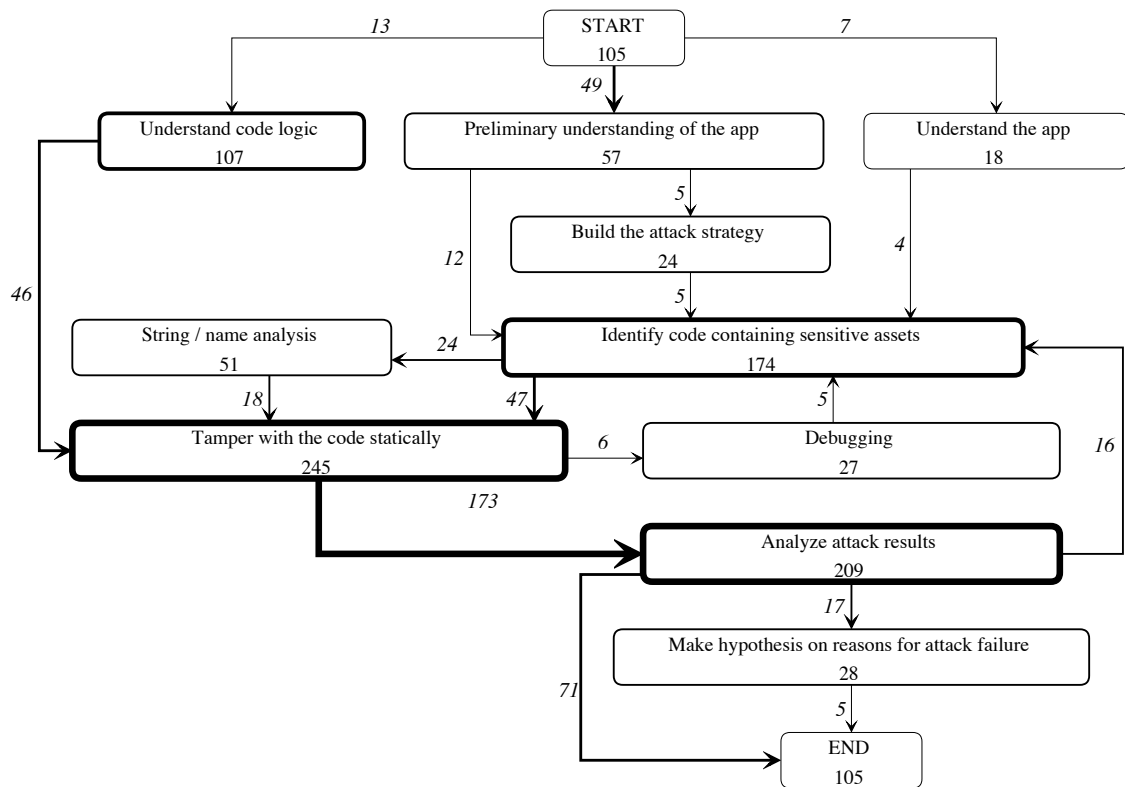 13
START
105
7
49
Understand code logic
107
Preliminary understanding of the app
57
Understand the app
18
5
Build the attack strategy
24
12
4
46
5
String / name analysis
51
24
Identify code containing sensitive assets
174
18
47
5
Tamper with the code statically
245
6
Debugging
27
16
173
Analyze attack results
209
17
Make hypothesis on reasons for attack failure
28
71
5
END
105